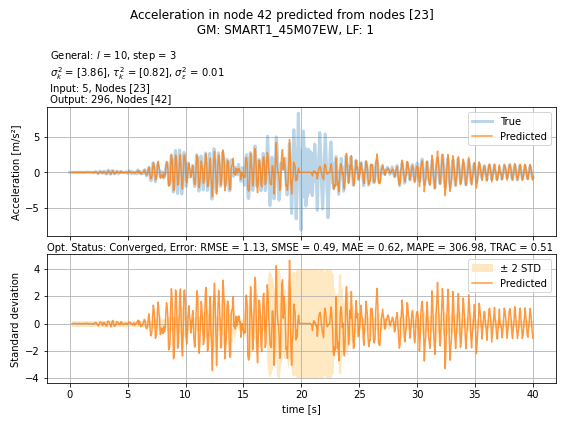 Acceleration in node 42 predicted from nodes [23]
GM: SMART1_45M07EW, LF: 1
General: l = 10, step = 3
σ²ₖ = [3.86], τ²ₖ = [0.82], σ²ε = 0.01
Input: 5, Nodes [23]
Output: 296, Nodes [42]
Acceleration [m/s²]
5
0
−5
True
Predicted
Opt. Status: Converged, Error: RMSE = 1.13, SMSE = 0.49, MAE = 0.62, MAPE = 306.98, TRAC = 0.51
Standard deviation
4
2
0
−2
−4
± 2 STD
Predicted
0 5 10 15 20 25 30 35 40
time [s]